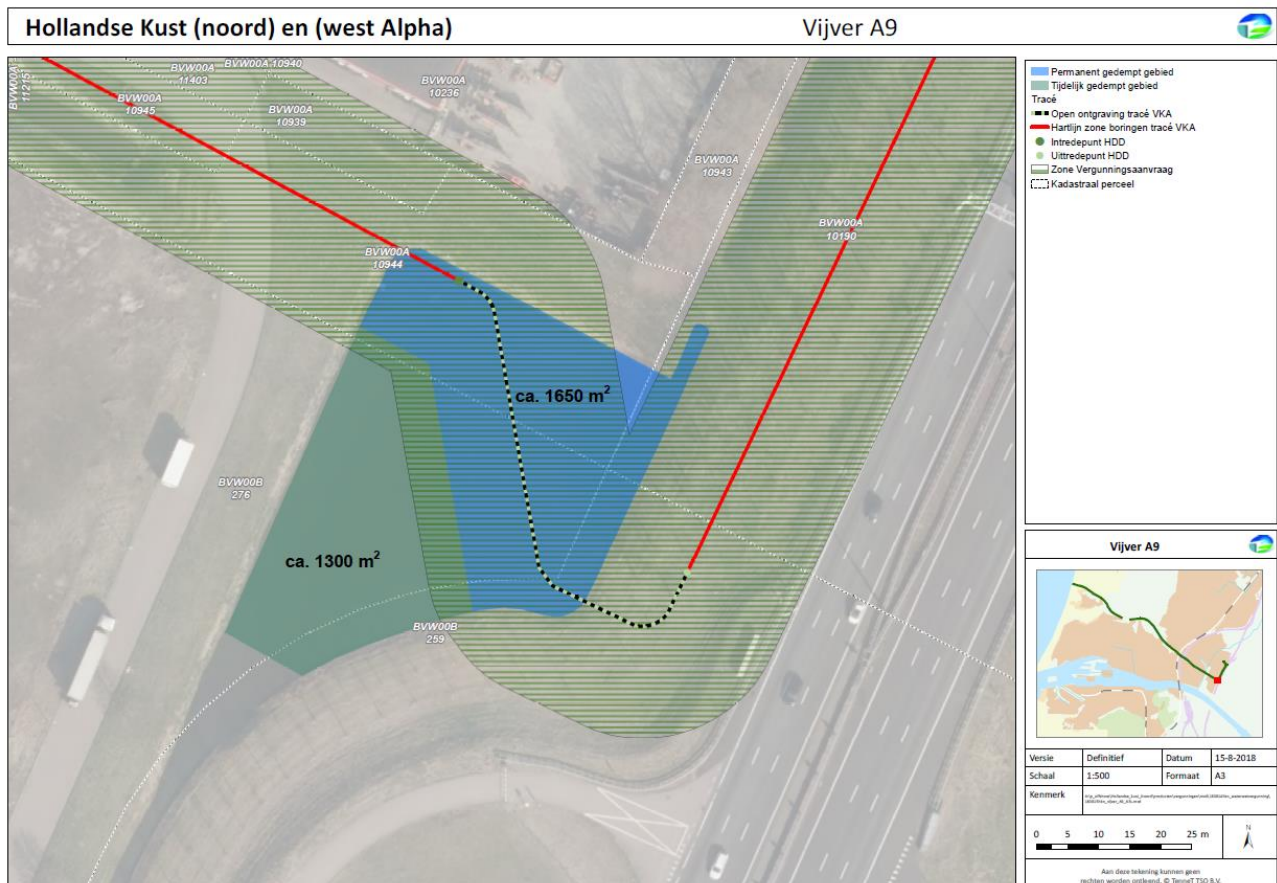 Hollandse Kust (noord) en (west Alpha)
Vijver A9
BVW00A
11215
BVW00A
11403
BVW00A 10940
BVW00A
10945
BVW00A
10939
BVW00A
10236
BVW00A
10943
BVW00A
10190
BVW00A
10944
ca. 1650 m²
BVW00B
276
ca. 1300 m²
BVW00B
259
Permanent gedempt gebied
Tijdelijk gedempt gebied
Tracé
Open ontgraving tracé VKA
Hartlijn zone boringen tracé VKA
Intredepunt HDD
Uittredepunt HDD
Zone Vergunningsaanvraag
Kadastraal perceel
Vijver A9
Versie Definitief Datum 15-8-2018
Schaal 1:500 Formaat A3
Kenmerk
0 5 10 15 20 25 m
N
Aan deze tekening kunnen geen
rechten worden ontleend. © TenneT TSO B.V.